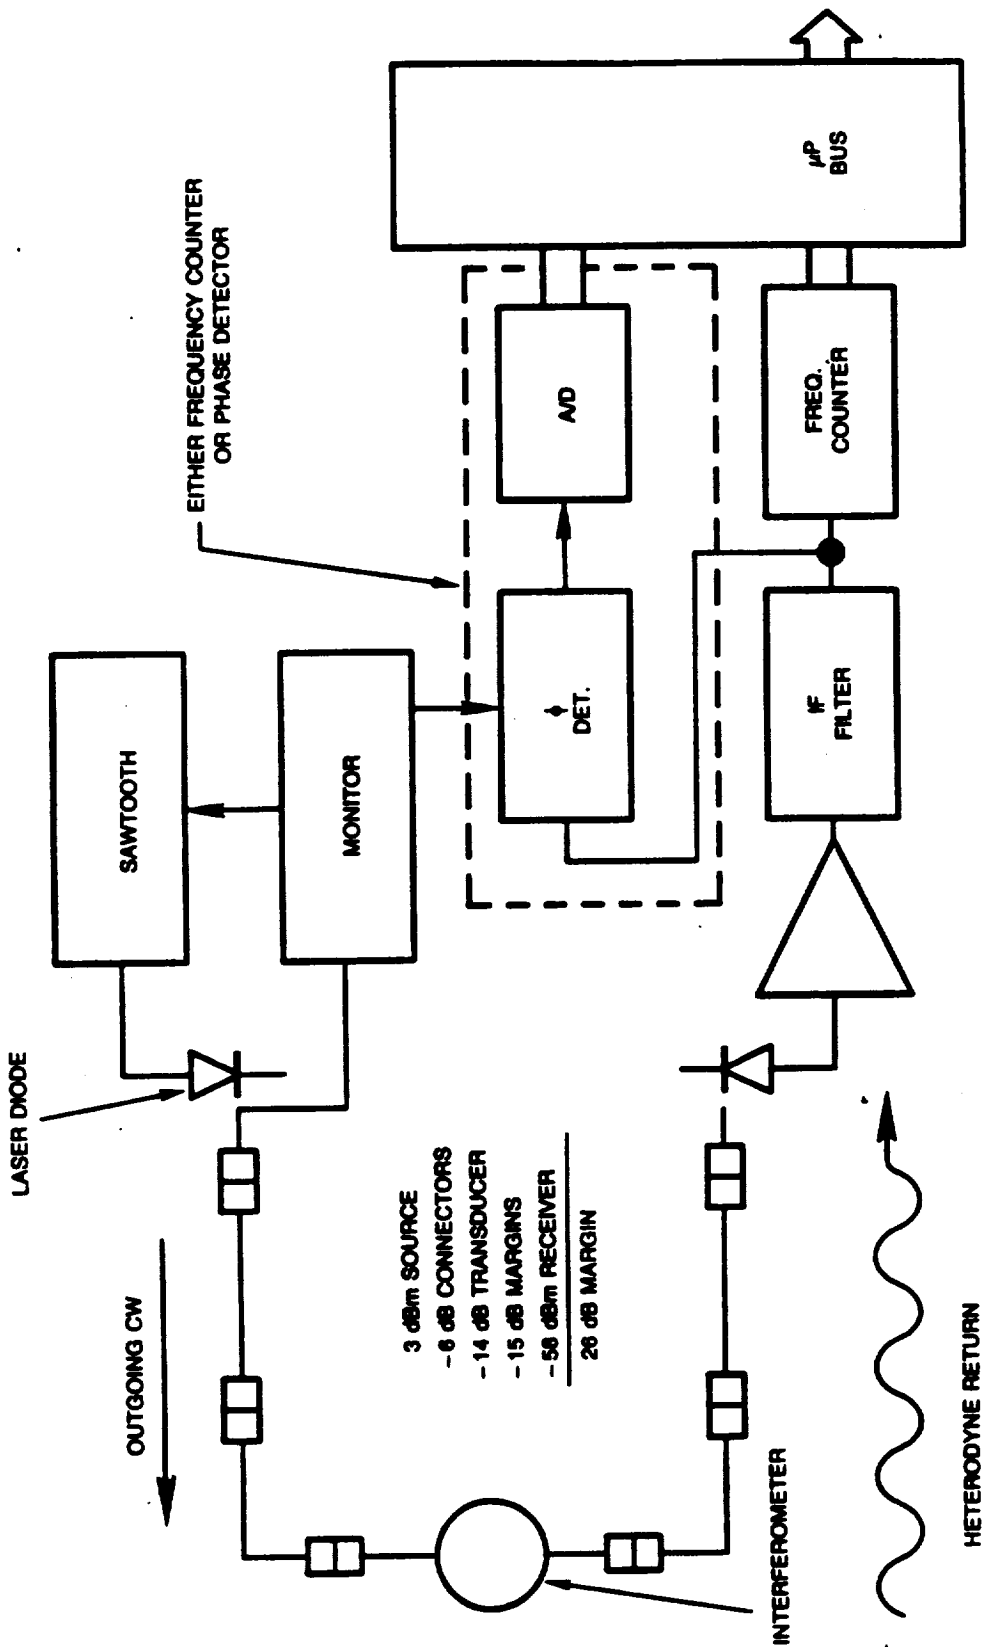 LASER DIODE
OUTGOING CW
SAWTOOTH
EITHER FREQUENCY COUNTER
OR PHASE DETECTOR
MONITOR
3 dBm SOURCE
-6 dB CONNECTORS
-14 dB TRANSDUCER
-15 dB MARGINS
-58 dBm RECEIVER
26 dB MARGIN
ϕ
DET.
A/D
INTERFEROMETER
IF
FILTER
FREQ.
COUNTER
µP
BUS
HETERODYNE RETURN